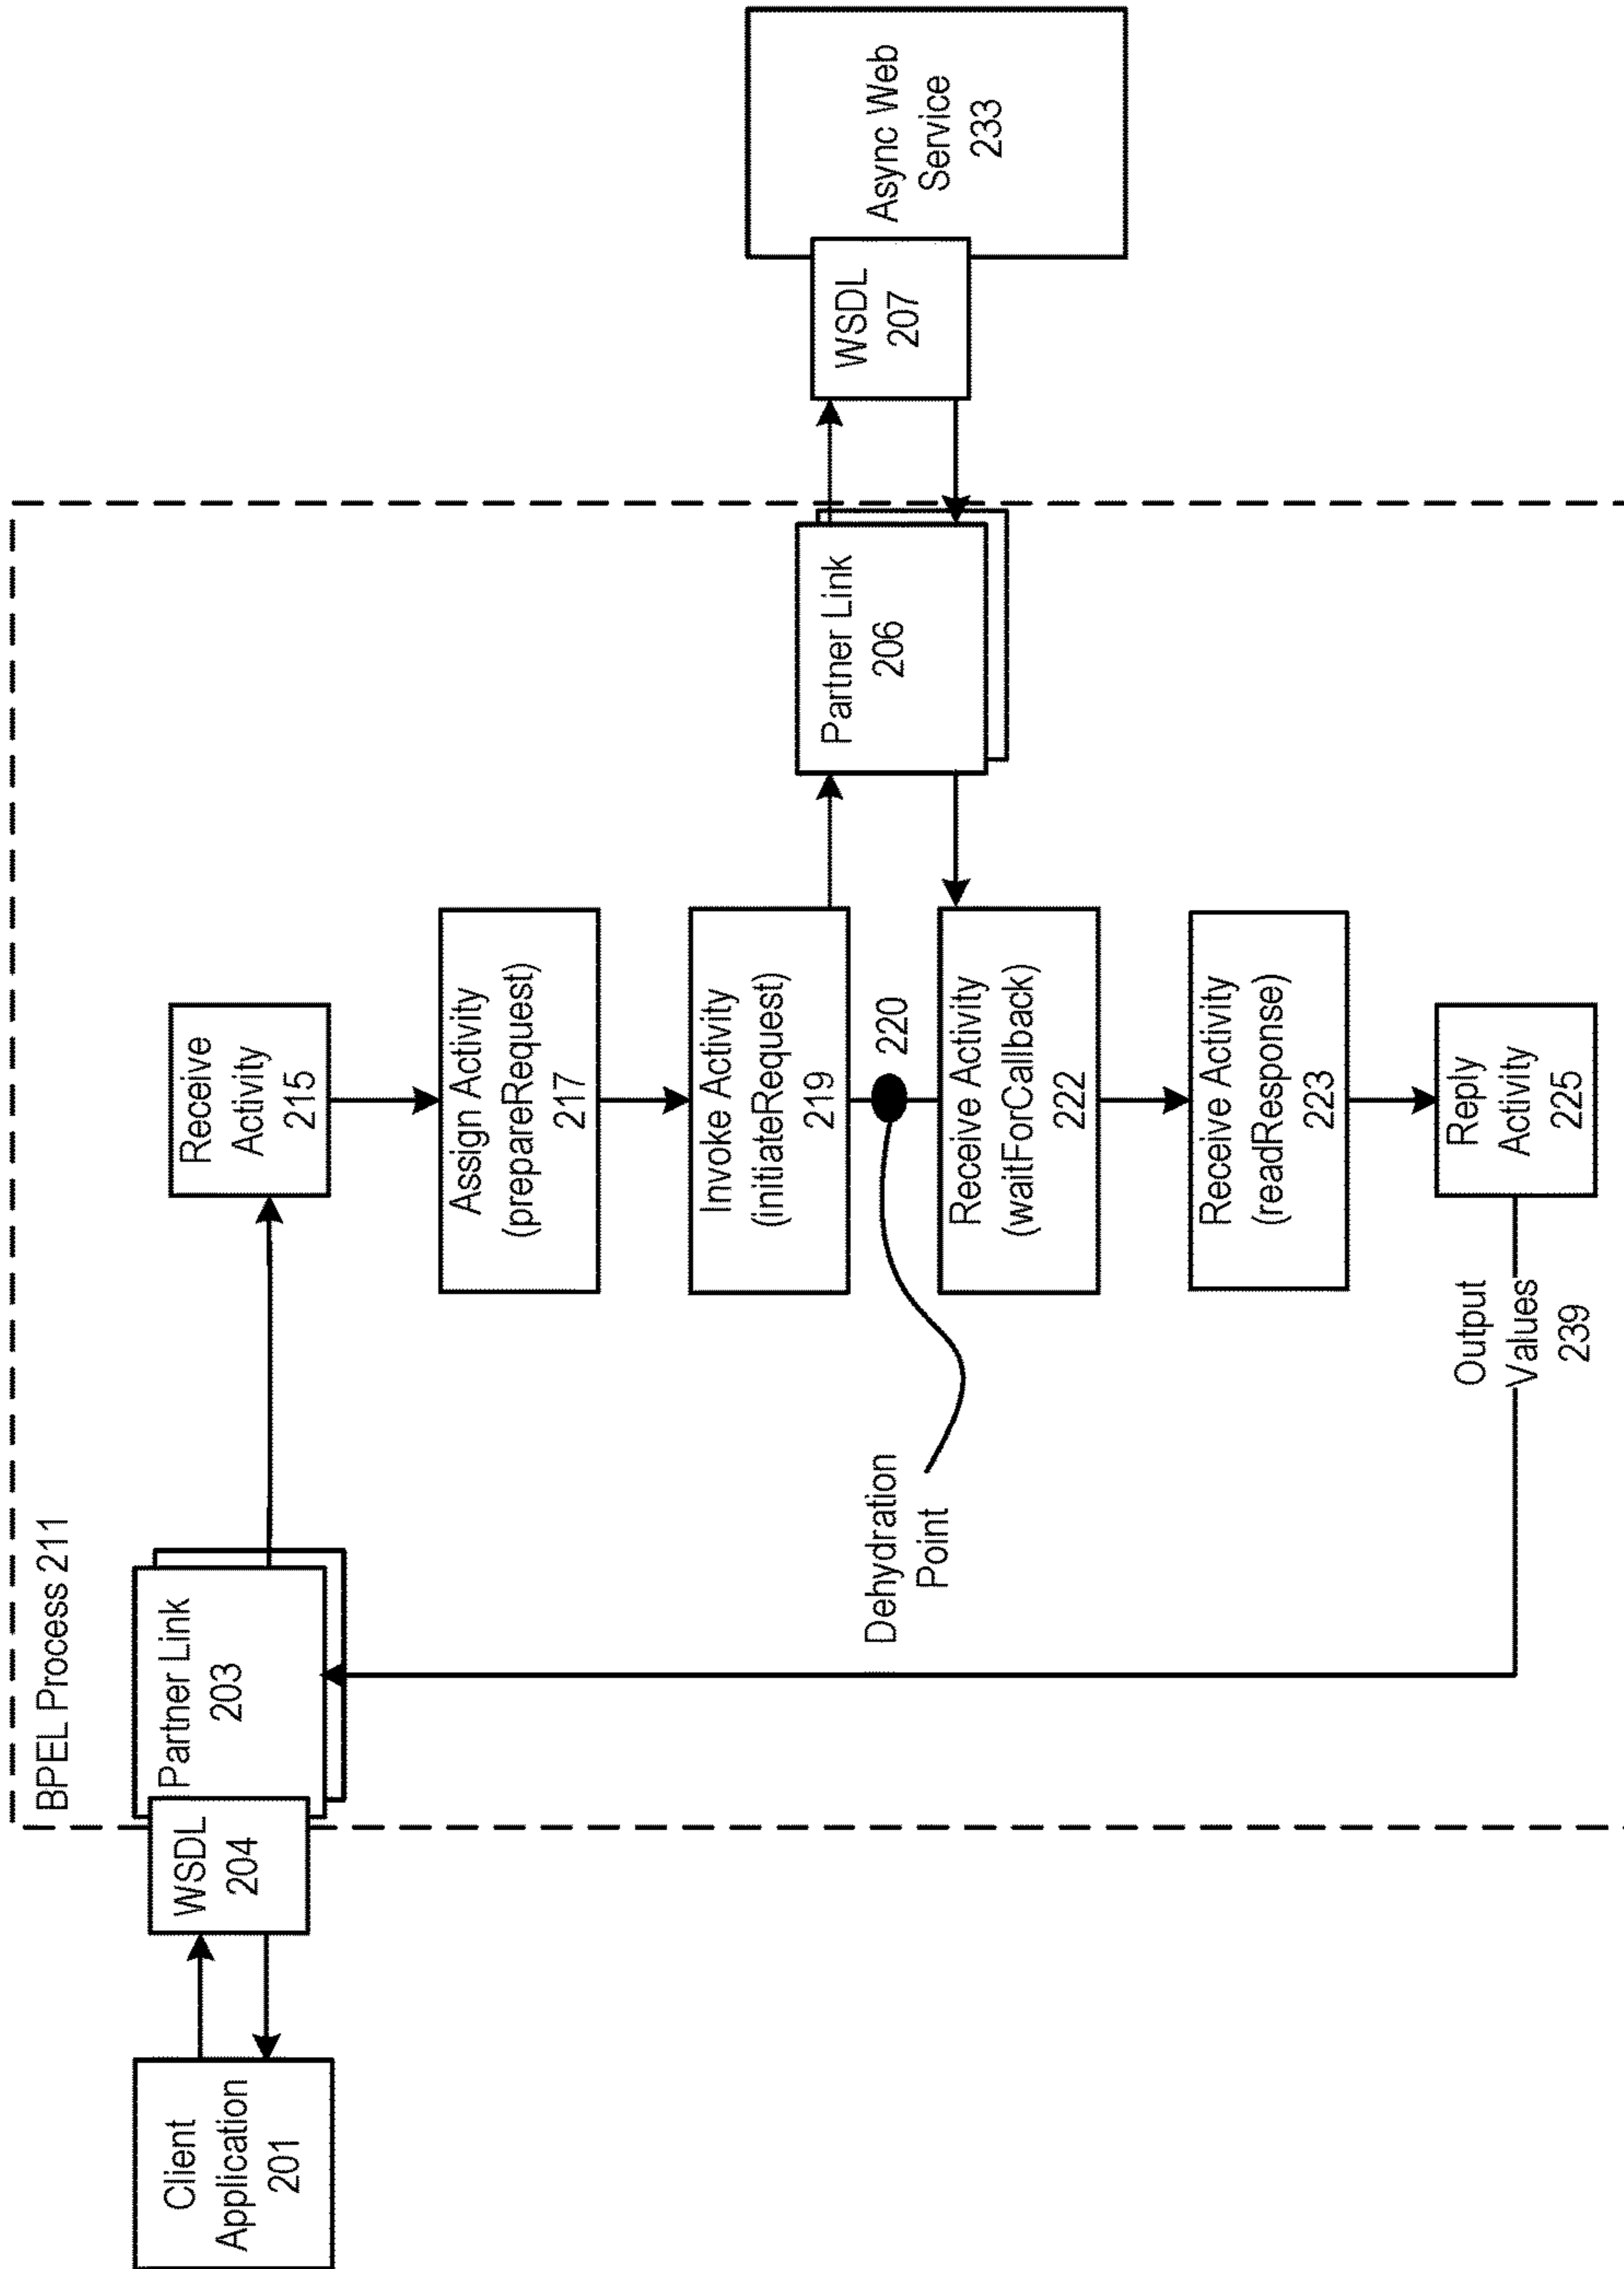 BPEL Process 211
Client
Application
201
WSDL
204
Partner Link
203
Receive
Activity
215
Assign Activity
(prepareRequest)
217
Invoke Activity
(initiateRequest)
219
220
Dehydration
Point
Receive Activity
(waitForCallback)
222
Receive Activity
(readResponse)
223
Reply
Activity
225
Output
Values
239
Partner Link
206
WSDL
207
Async Web
Service
233